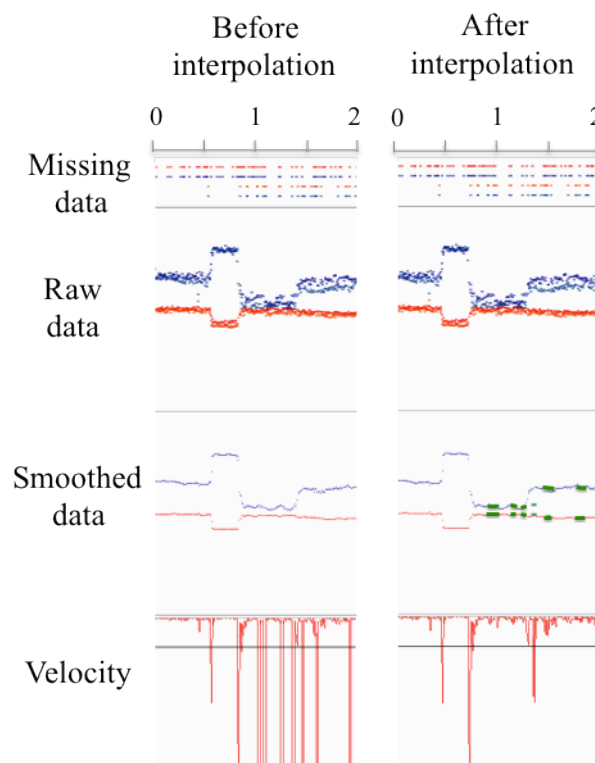 Before
interpolation
After
interpolation
0 1 2
0 1 2
Missing
data
Raw
data
Smoothed
data
Velocity